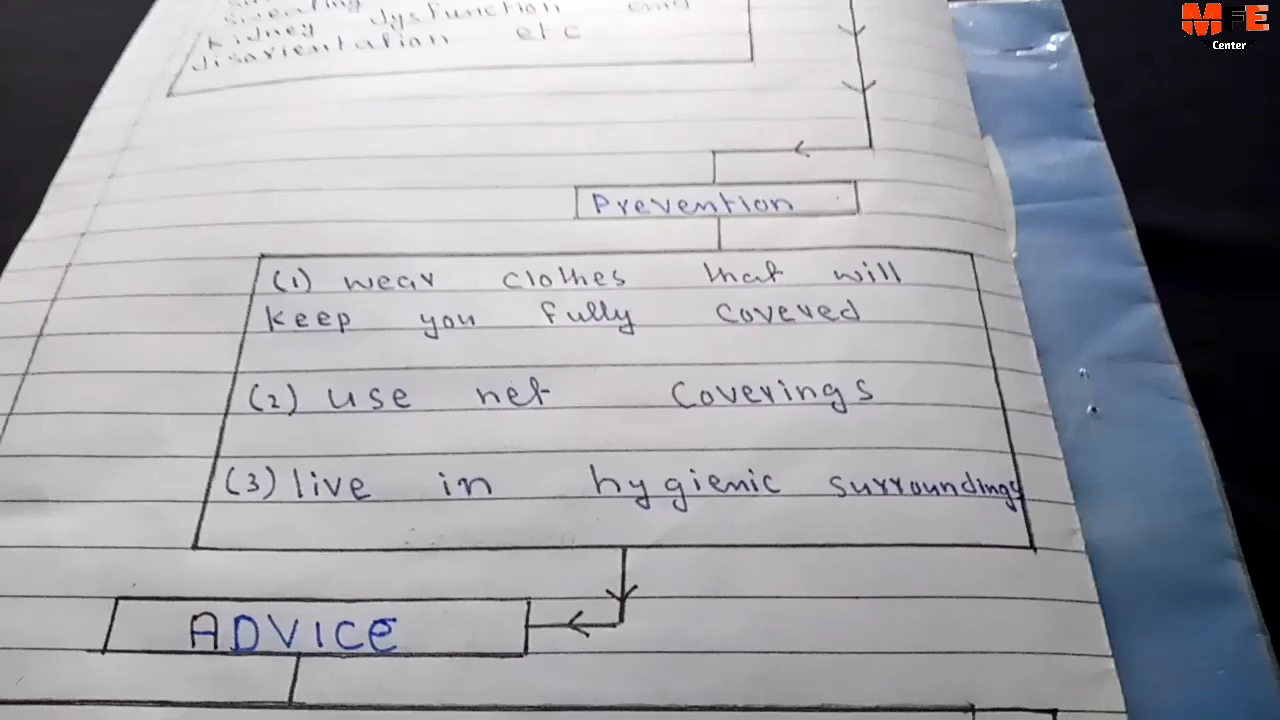 MFE
Center
sweating
kidney dysfunction and
disorientation etc
Prevention
(1) wear clothes that will
keep you fully covered
(2) use net coverings
(3) live in hygienic surroundings
ADVICE